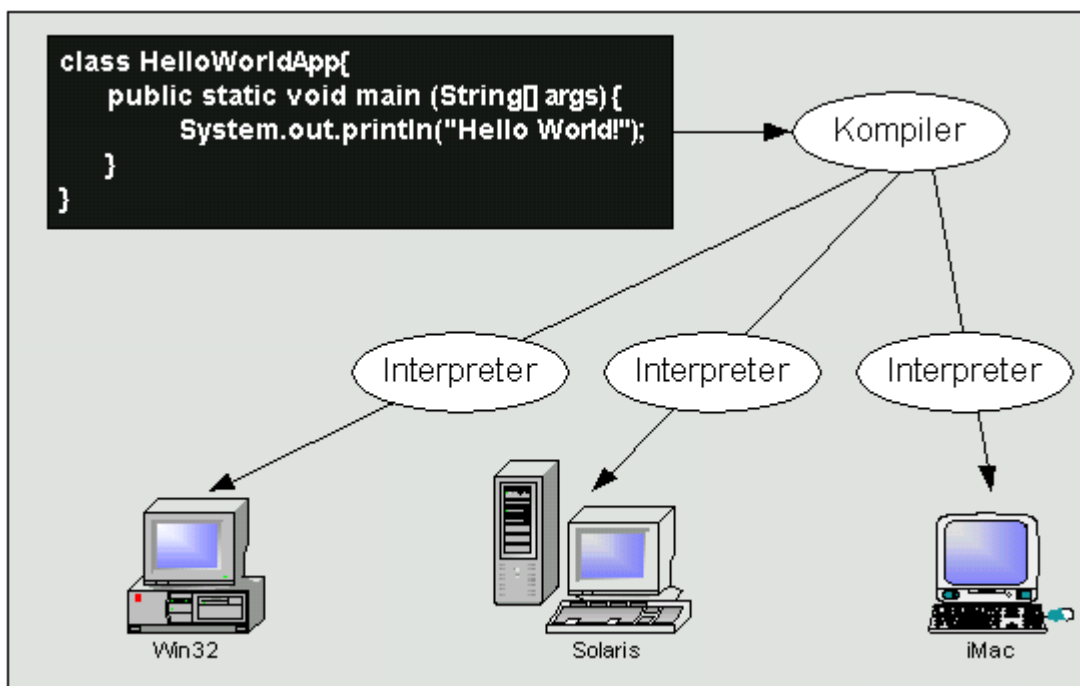 class HelloWorldApp{
public static void main (String[] args){
System.out.println("Hello World!");
}
}
Kompiler
Interpreter
Interpreter
Interpreter
Win32
Solaris
iMac